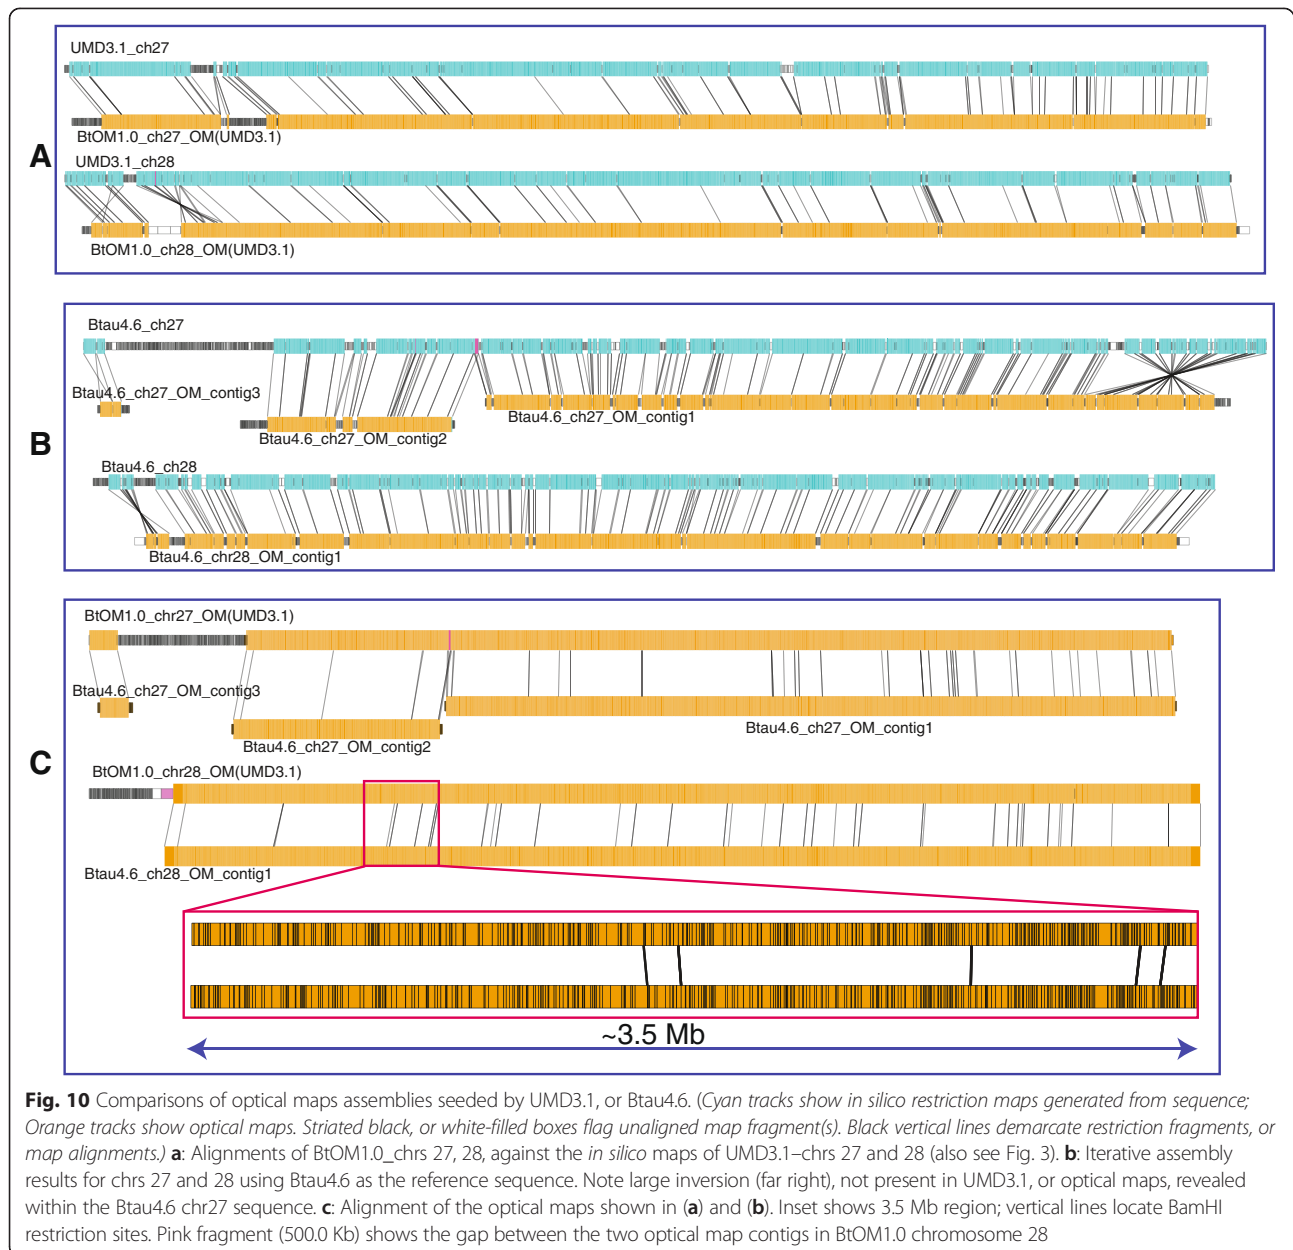 UMD3.1_ch27
BtOM1.0_ch27_OM(UMD3.1)
A
UMD3.1_ch28
BtOM1.0_ch28_OM(UMD3.1)
Btau4.6_ch27
Btau4.6_ch27_OM_contig3
Btau4.6_ch27_OM_contig1
Btau4.6_ch27_OM_contig2
B
Btau4.6_ch28
Btau4.6_chr28_OM_contig1
BtOM1.0_chr27_OM(UMD3.1)
Btau4.6_ch27_OM_contig3
Btau4.6_ch27_OM_contig1
Btau4.6_ch27_OM_contig2
C
BtOM1.0_chr28_OM(UMD3.1)
Btau4.6_ch28_OM_contig1
~3.5 Mb
Fig. 10 Comparisons of optical maps assemblies seeded by UMD3.1, or Btau4.6. (Cyan tracks show in silico restriction maps generated from sequence;
Orange tracks show optical maps. Striated black, or white-filled boxes flag unaligned map fragment(s). Black vertical lines demarcate restriction fragments, or
map alignments.) a: Alignments of BtOM1.0_chrs 27, 28, against the in silico maps of UMD3.1–chrs 27 and 28 (also see Fig. 3). b: Iterative assembly
results for chrs 27 and 28 using Btau4.6 as the reference sequence. Note large inversion (far right), not present in UMD3.1, or optical maps, revealed
within the Btau4.6 chr27 sequence. c: Alignment of the optical maps shown in (a) and (b). Inset shows 3.5 Mb region; vertical lines locate BamHI
restriction sites. Pink fragment (500.0 Kb) shows the gap between the two optical map contigs in BtOM1.0 chromosome 28